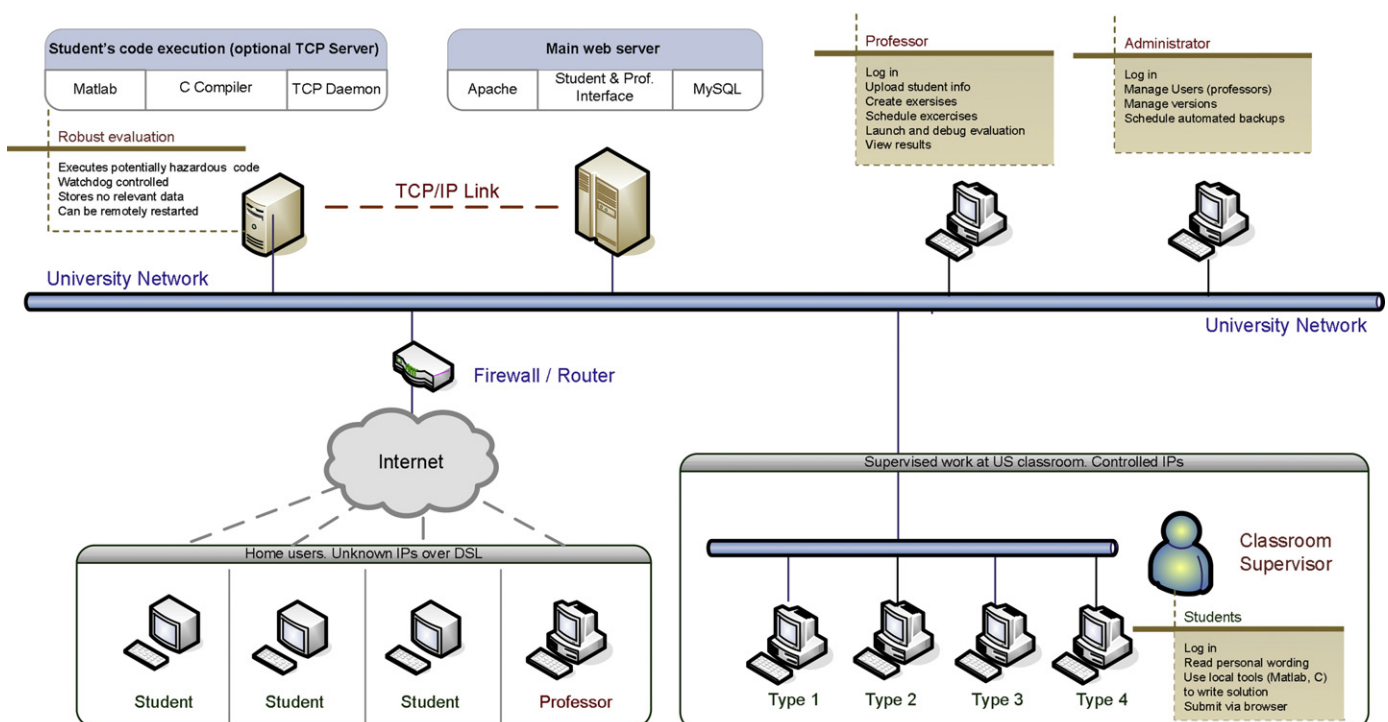 Student's code execution (optional TCP Server)
Matlab
C Compiler
TCP Daemon
Main web server
Apache
Student & Prof.
Interface
MySQL
Professor
Log in
Upload student info
Create exersises
Schedule excercises
Launch and debug evaluation
View results
Administrator
Log in
Manage Users (professors)
Manage versions
Schedule automated backups
Robust evaluation
Executes potentially hazardous code
Watchdog controlled
Stores no relevant data
Can be remotely restarted
TCP/IP Link
University Network
University Network
Firewall / Router
Internet
Home users. Unknown IPs over DSL
Student
Student
Student
Professor
Supervised work at US classroom. Controlled IPs
Classroom
Supervisor
Type 1
Type 2
Type 3
Type 4
Students
Log in
Read personal wording
Use local tools (Matlab, C)
to write solution
Submit via browser